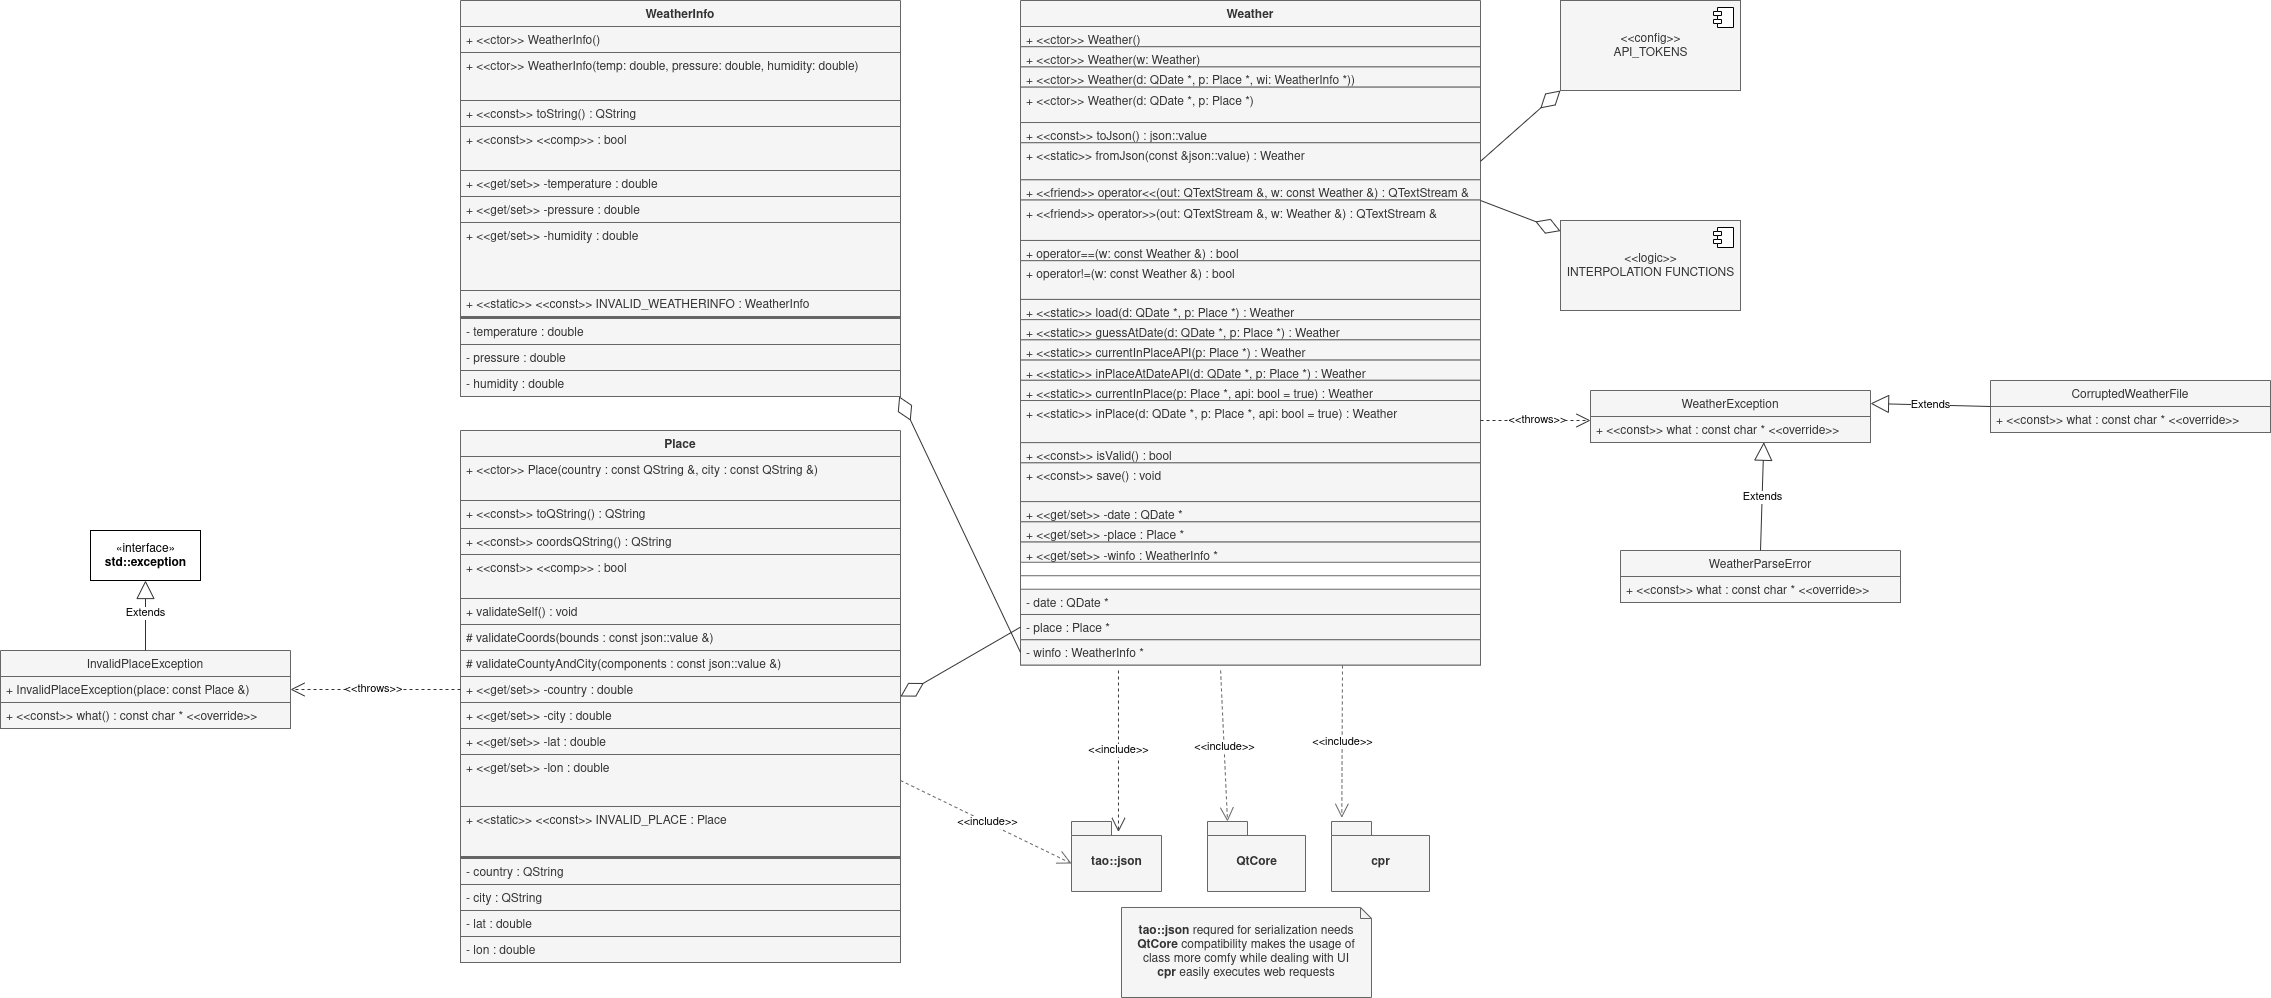 WeatherInfo
+ <<ctor>> WeatherInfo()
+ <<ctor>> WeatherInfo(temp: double, pressure: double, humidity: double)
+ <<const>> toString() : QString
+ <<const>> <<comp>> : bool
+ <<get/set>> -temperature : double
+ <<get/set>> -pressure : double
+ <<get/set>> -humidity : double
+ <<static>> <<const>> INVALID_WEATHERINFO : WeatherInfo
- temperature : double
- pressure : double
- humidity : double
Place
+ <<ctor>> Place(country : const QString &, city : const QString &)
+ <<const>> toQString() : QString
+ <<const>> coordsQString() : QString
+ <<const>> <<comp>> : bool
+ validateSelf() : void
# validateCoords(bounds : const json::value &)
# validateCountyAndCity(components : const json::value &)
+ <<get/set>> -country : double
+ <<get/set>> -city : double
+ <<get/set>> -lat : double
+ <<get/set>> -lon : double
+ <<static>> <<const>> INVALID_PLACE : Place
- country : QString
- city : QString
- lat : double
- lon : double
«interface»
std::exception
Extends
InvalidPlaceException
+ InvalidPlaceException(place: const Place &)
+ <<const>> what() : const char * <<override>>
<<throws>>
Weather
+ <<ctor>> Weather()
+ <<ctor>> Weather(w: Weather)
+ <<ctor>> Weather(d: QDate *, p: Place *, wi: WeatherInfo *))
+ <<ctor>> Weather(d: QDate *, p: Place *)
+ <<const>> toJson() : json::value
+ <<static>> fromJson(const &json::value) : Weather
+ <<friend>> operator<<(out: QTextStream &, w: const Weather &) : QTextStream &
+ <<friend>> operator>>(out: QTextStream &, w: Weather &) : QTextStream &
+ operator==(w: const Weather &) : bool
+ operator!=(w: const Weather &) : bool
+ <<static>> load(d: QDate *, p: Place *) : Weather
+ <<static>> guessAtDate(d: QDate *, p: Place *) : Weather
+ <<static>> currentInPlaceAPI(p: Place *) : Weather
+ <<static>> inPlaceAtDateAPI(d: QDate *, p: Place *) : Weather
+ <<static>> currentInPlace(p: Place *, api: bool = true) : Weather
+ <<static>> inPlace(d: QDate *, p: Place *, api: bool = true) : Weather
+ <<const>> isValid() : bool
+ <<const>> save() : void
+ <<get/set>> -date : QDate *
+ <<get/set>> -place : Place *
+ <<get/set>> -winfo : WeatherInfo *
- date : QDate *
- place : Place *
- winfo : WeatherInfo *
<<config>>
API_TOKENS
<<logic>>
INTERPOLATION FUNCTIONS
<<throws>>
WeatherException
+ <<const>> what : const char * <<override>>
Extends
CorruptedWeatherFile
+ <<const>> what : const char * <<override>>
Extends
WeatherParseError
+ <<const>> what : const char * <<override>>
<<include>>
<<include>>
<<include>>
<<include>>
tao::json
QtCore
cpr
tao::json requred for serialization needs
QtCore compatibility makes the usage of
class more comfy while dealing with UI
cpr easily executes web requests